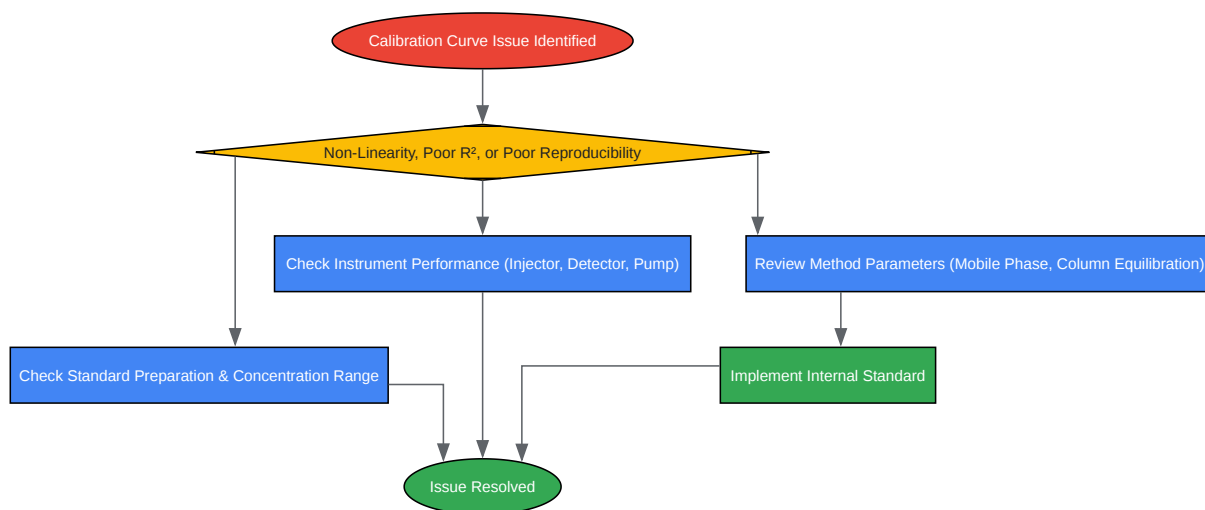 Calibration Curve Issue Identified
Non-Linearity, Poor R², or Poor Reproducibility
Check Instrument Performance (Injector, Detector, Pump)
Review Method Parameters (Mobile Phase, Column Equilibration)
Check Standard Preparation & Concentration Range
Implement Internal Standard
Issue Resolved